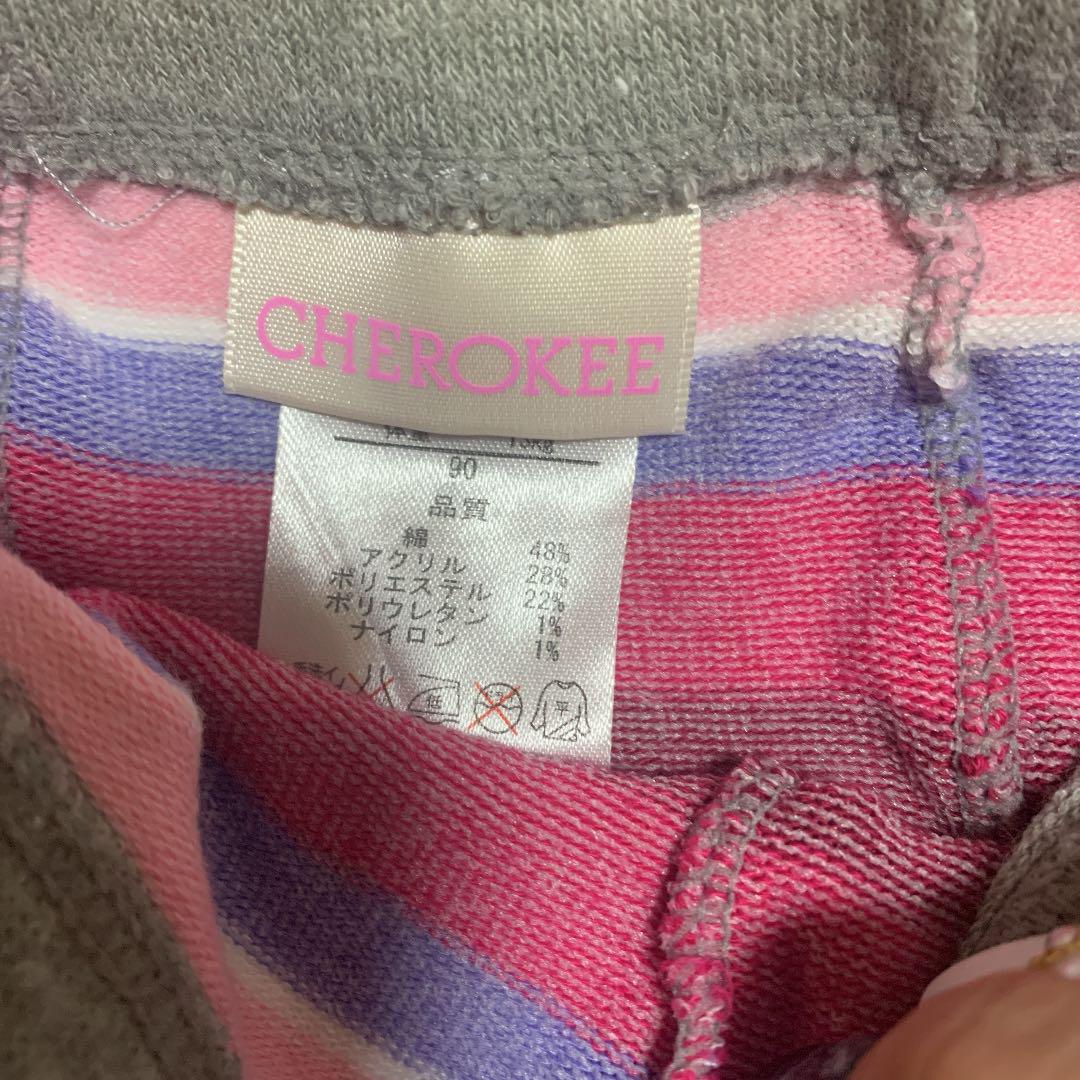 CHEROKEE
90
品質
綿 48%
アクリル 28%
ポリエステル 22%
ポリウレタン 1%
ナイロン 1%